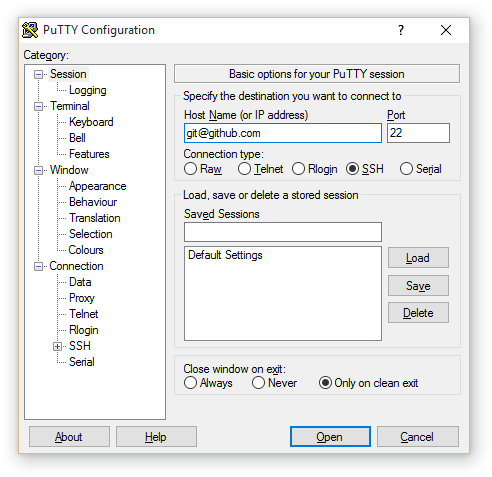 PuTTY Configuration
?
Category:
Session
Logging
Terminal
Keyboard
Bell
Features
Window
Appearance
Behaviour
Translation
Selection
Colours
Connection
Data
Proxy
Telnet
Rlogin
SSH
Serial
Basic options for your PuTTY session
Specify the destination you want to connect to
Host Name (or IP address) Port
git@github.com 22
Connection type:
Raw Telnet Rlogin SSH Serial
Load, save or delete a stored session
Saved Sessions
Default Settings
Load
Save
Delete
Close window on exit:
Always Never Only on clean exit
About Help Open Cancel